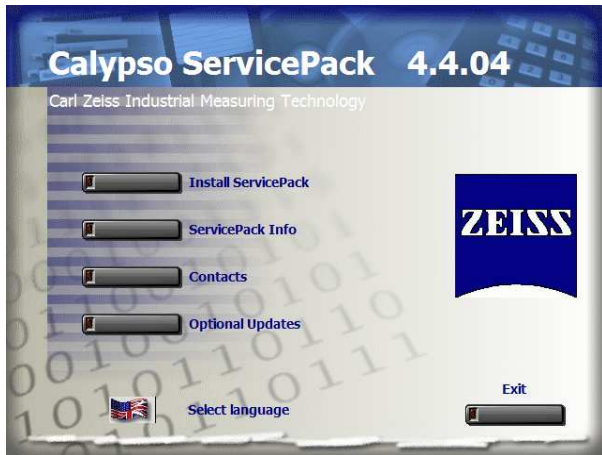 Calypso ServicePack 4.4.04
Carl Zeiss Industrial Measuring Technology
Install ServicePack
ServicePack Info
ZEISS
Contacts
Optional Updates
Exit
Select language